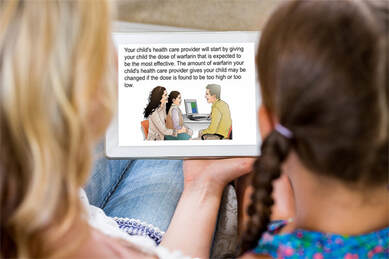 Your child's health care provider will start by giving
your child the dose of warfarin that is expected to
be the most effective. The amount of warfarin your
child's health care provider gives your child may be
changed if the dose is found to be too high or too
low.